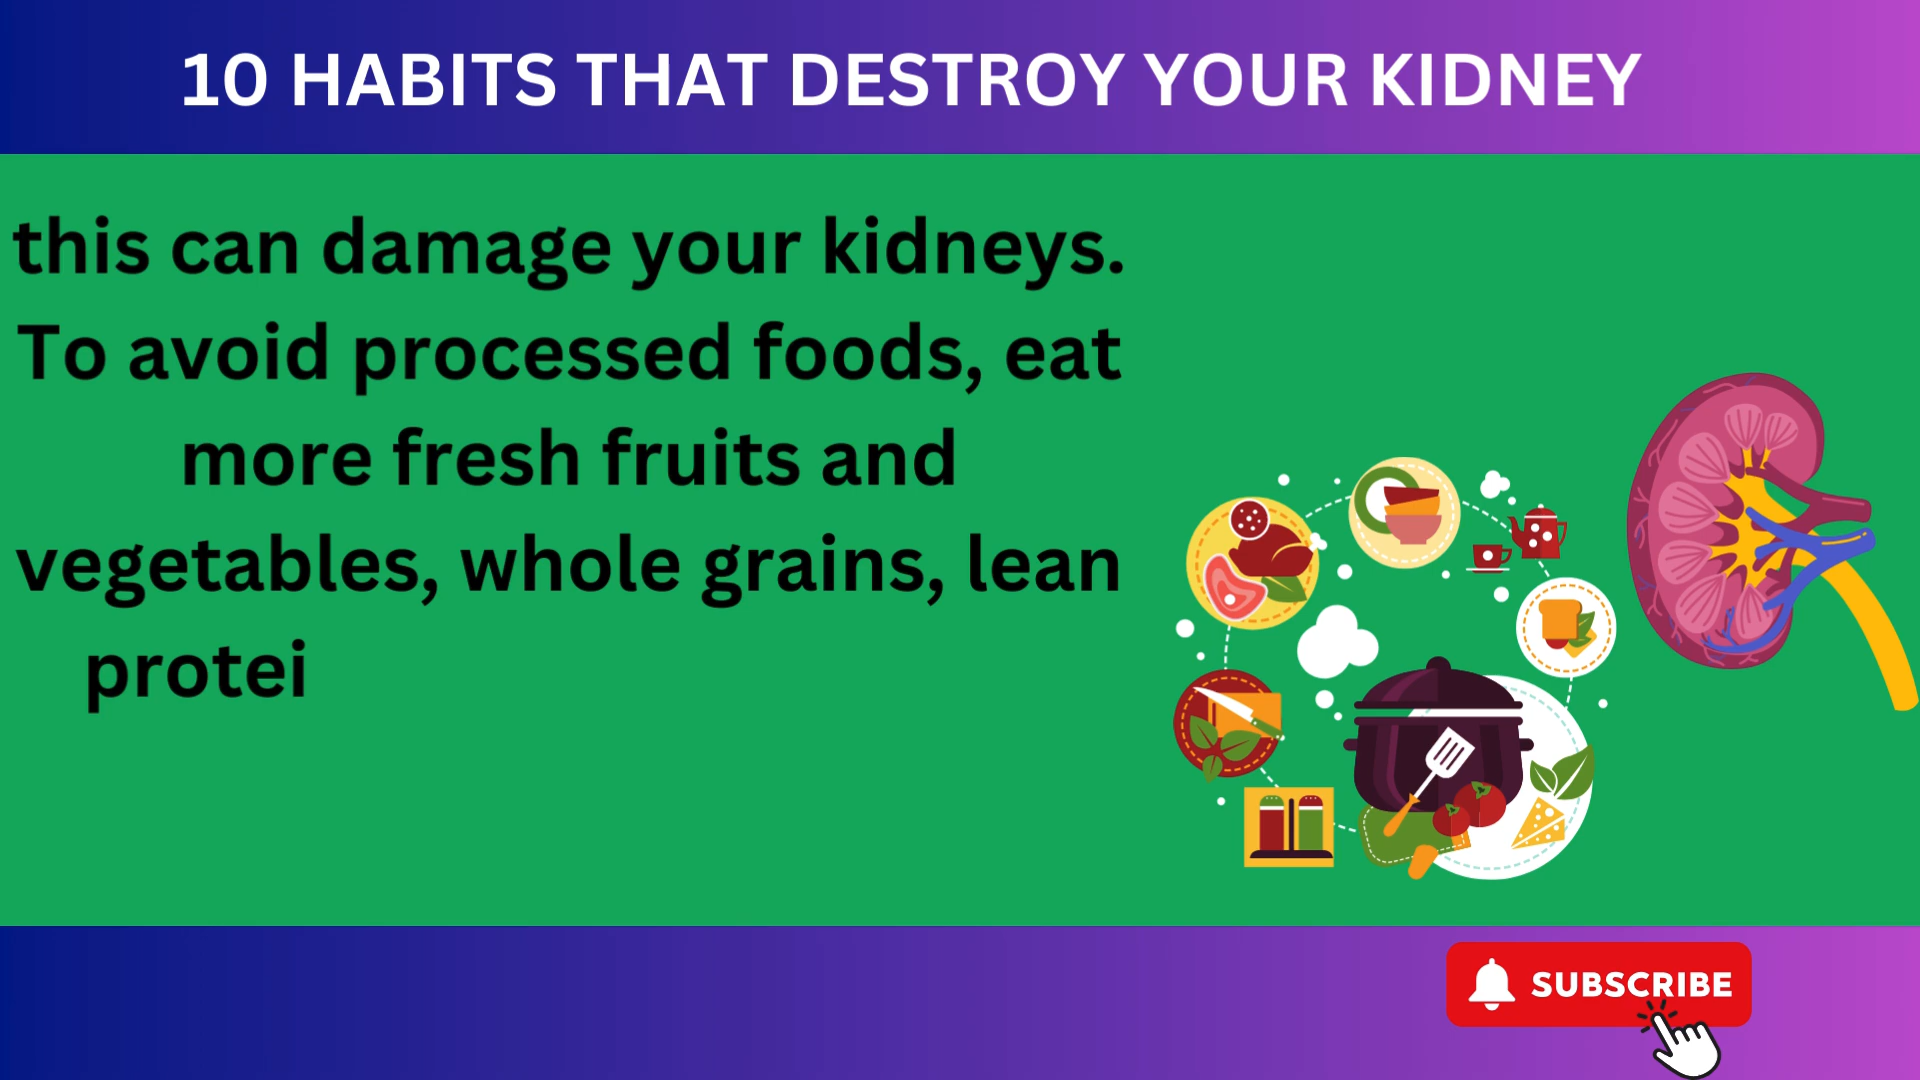 10 HABITS THAT DESTROY YOUR KIDNEY
this can damage your kidneys.
To avoid processed foods, eat
more fresh fruits and
vegetables, whole grains, lean
protei
SUBSCRIBE